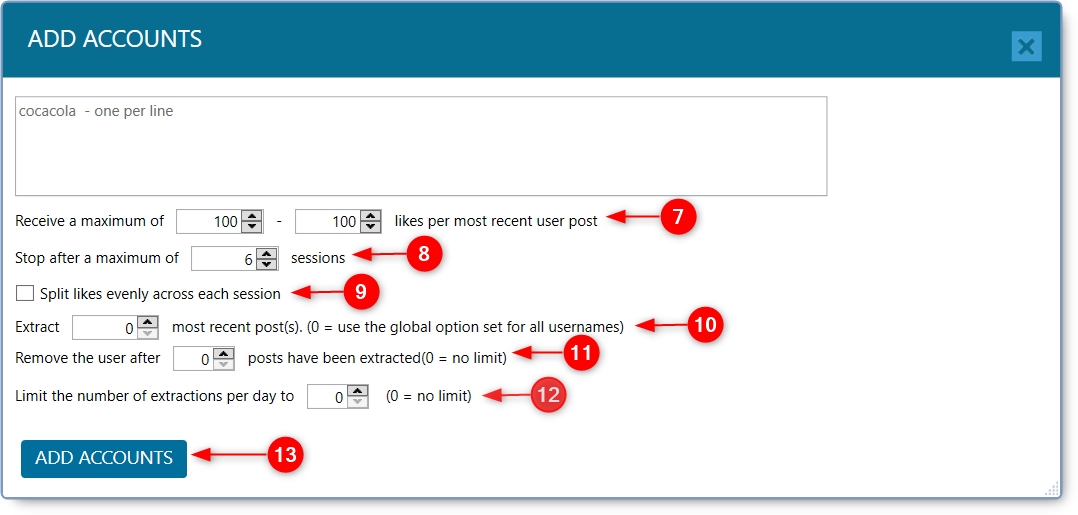 ADD ACCOUNTS
cocacola - one per line
Receive a maximum of 100 - 100 likes per most recent user post 7
Stop after a maximum of 6 sessions 8
Split likes evenly across each session 9
Extract 0 most recent post(s). (0 = use the global option set for all usernames) 10
Remove the user after 0 posts have been extracted(0 = no limit) 11
Limit the number of extractions per day to 0 (0 = no limit) 12
ADD ACCOUNTS 13